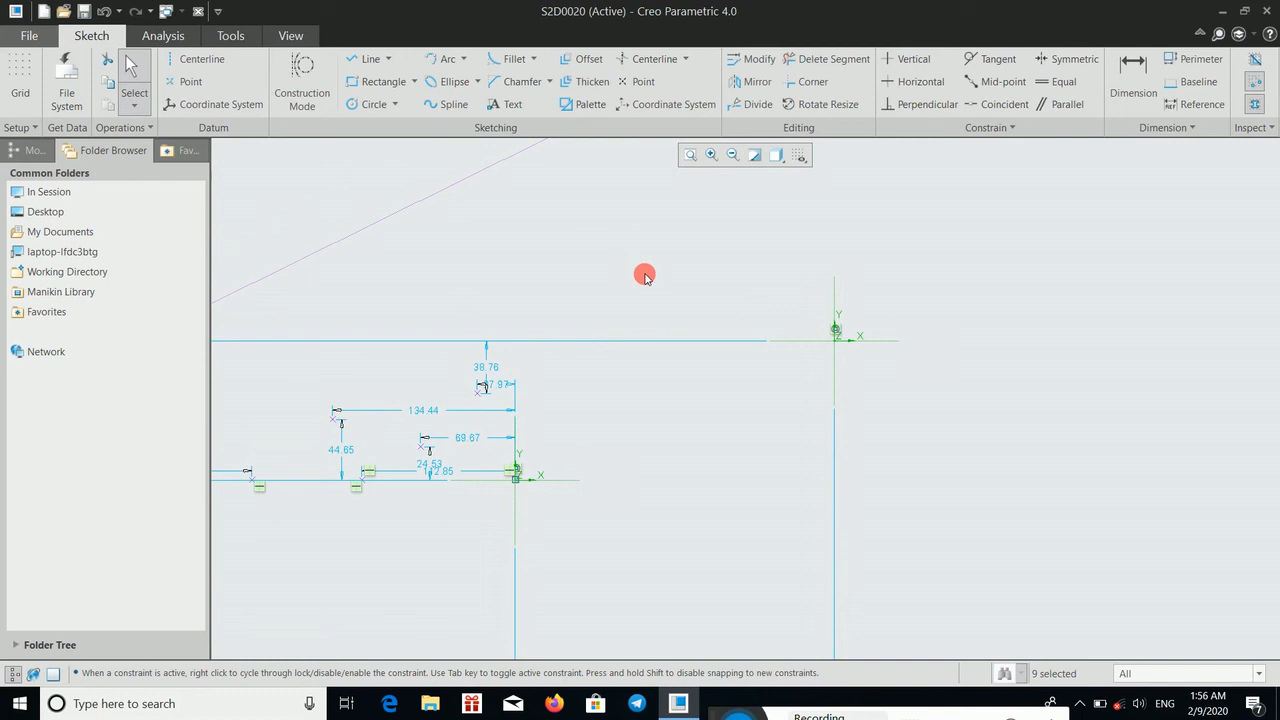 S2D0020 (Active) - Creo Parametric 4.0
File Sketch Analysis Tools View
Grid
File System
Select
Centerline
Point
Coordinate System
Construction Mode
Line Arc Fillet Offset Centerline
Rectangle Ellipse Chamfer Thicken Point
Circle Spline Text Palette Coordinate System
Modify Delete Segment
Mirror Corner
Divide Rotate Resize
Vertical Tangent Symmetric
Horizontal Mid-point Equal
Perpendicular Coincident Parallel
Dimension
Perimeter
Baseline
Reference
Setup Get Data Operations Datum Sketching Editing Constrain Dimension Inspect
Mo... Folder Browser Fav...
Common Folders
In Session
Desktop
My Documents
laptop-lfdc3btg
Working Directory
Manikin Library
Favorites
Network
Folder Tree
Y
X
38.76
134.44
69.67
44.65
24.53
Y
X
When a constraint is active, right click to cycle through lock/disable/enable the constraint. Use Tab key to toggle active constraint. Press and hold Shift to disable snapping to new constraints.
9 selected
All
Type here to search
Recording
ENG
1:56 AM
2/9/2020